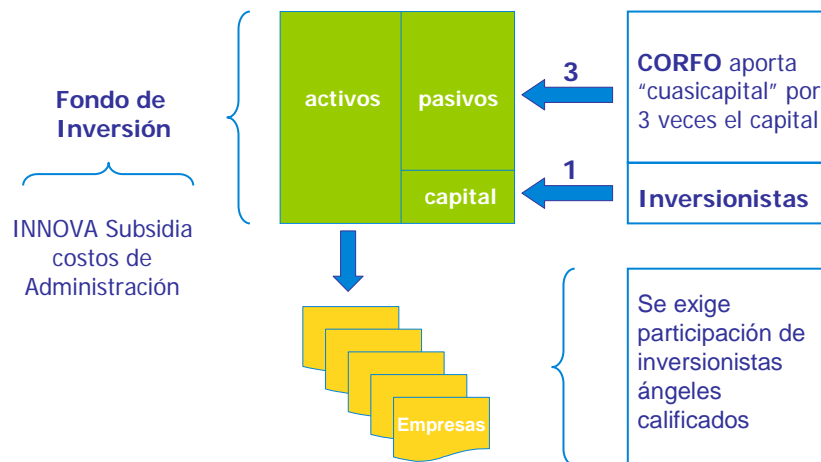 Fondo de
Inversión
INNOVA Subsidia
costos de
Administración
activos
pasivos
capital
3
1
CORFO aporta
"cuasicapital" por
3 veces el capital
Inversionistas
Empresas
Se exige
participación de
inversionistas
ángeles
calificados